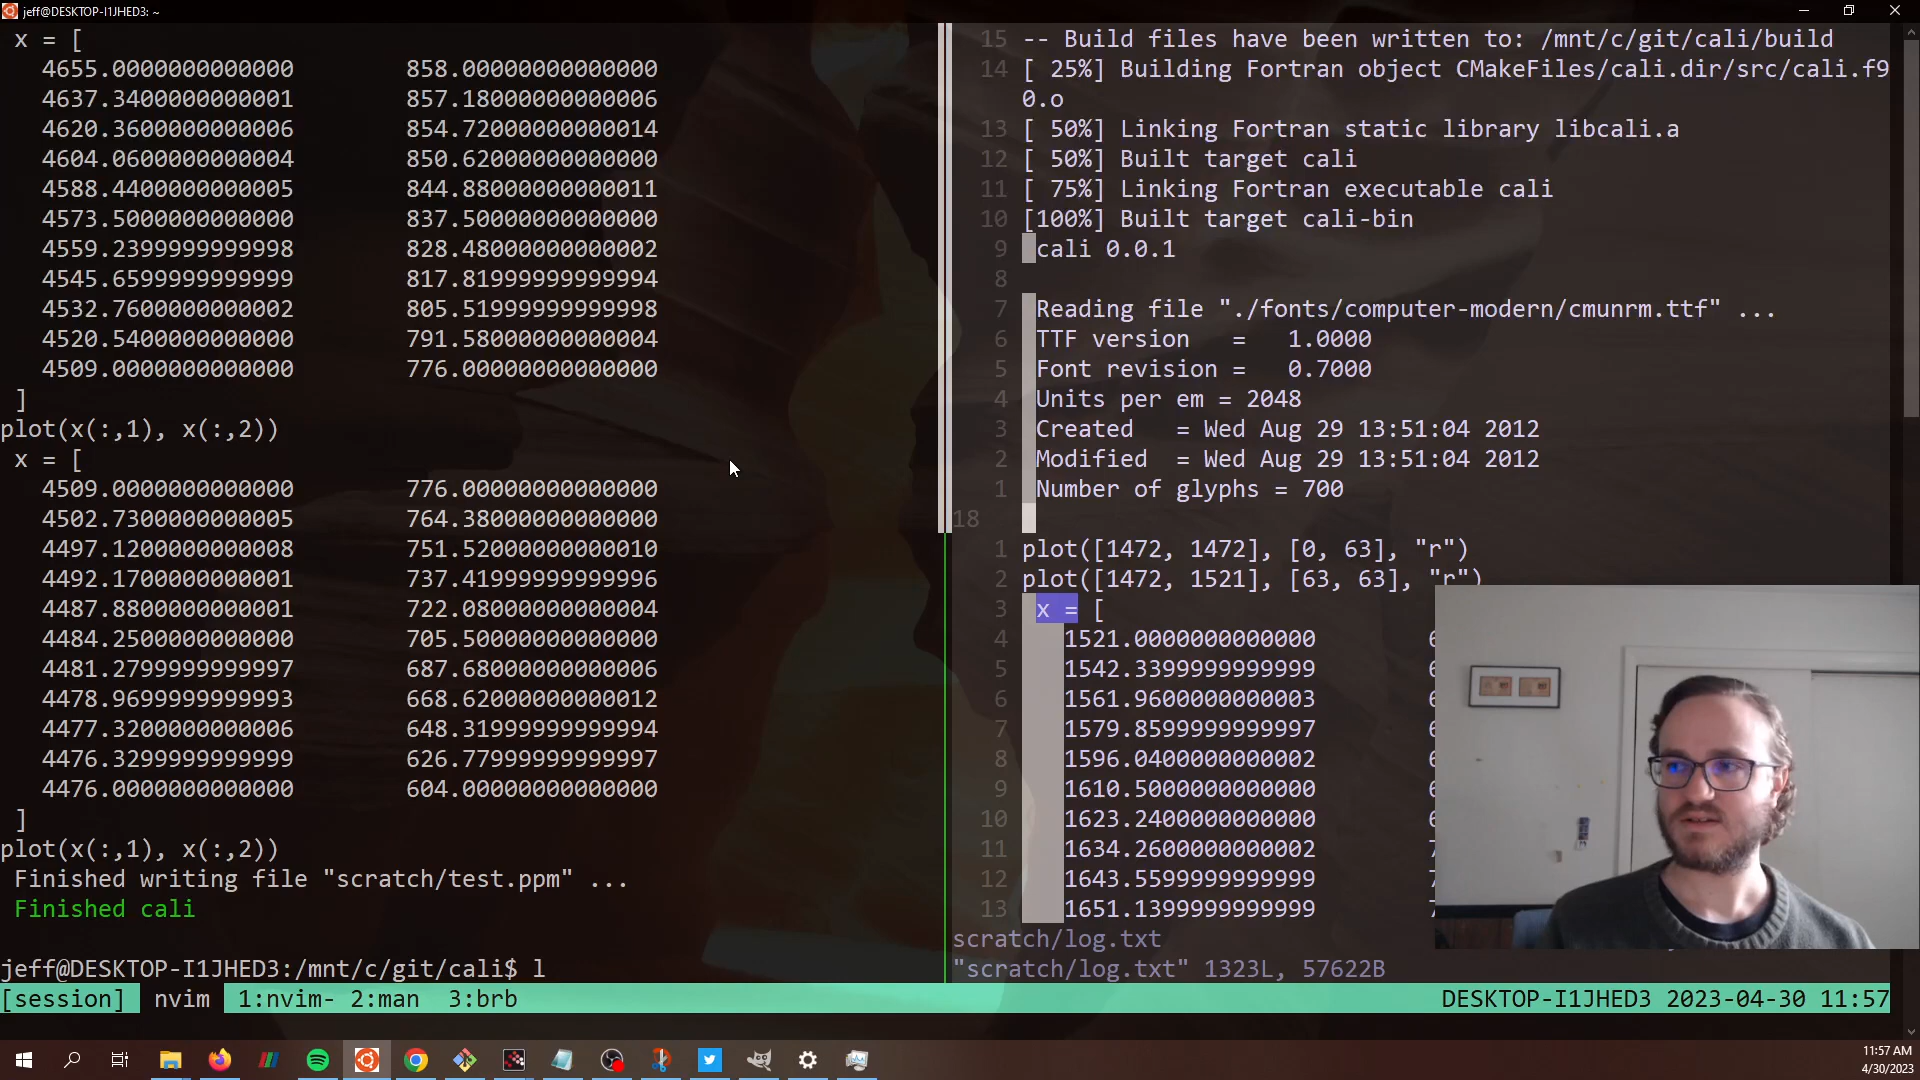 jeff@DESKTOP-I1JHED3: ~
x = [
4655.0000000000000 858.00000000000000
4637.3400000000001 857.18000000000006
4620.3600000000006 854.72000000000014
4604.0600000000004 850.62000000000000
4588.4400000000005 844.88000000000011
4573.5000000000000 837.50000000000000
4559.2399999999998 828.48000000000002
4545.6599999999999 817.81999999999994
4532.7600000000002 805.51999999999998
4520.5400000000000 791.58000000000004
4509.0000000000000 776.00000000000000
]
plot(x(:,1), x(:,2))
x = [
4509.0000000000000 776.00000000000000
4502.7300000000005 764.38000000000000
4497.1200000000008 751.52000000000010
4492.1700000000001 737.41999999999996
4487.8800000000001 722.08000000000004
4484.2500000000000 705.50000000000000
4481.2799999999997 687.68000000000006
4478.9699999999993 668.62000000000012
4477.3200000000006 648.31999999999994
4476.3299999999999 626.77999999999997
4476.0000000000000 604.00000000000000
]
plot(x(:,1), x(:,2))
Finished writing file "scratch/test.ppm" ...
Finished cali
jeff@DESKTOP-I1JHED3:/mnt/c/git/cali$ l
15 -- Build files have been written to: /mnt/c/git/cali/build
14 [ 25%] Building Fortran object CMakeFiles/cali.dir/src/cali.f9
0.o
13 [ 50%] Linking Fortran static library libcali.a
12 [ 50%] Built target cali
11 [ 75%] Linking Fortran executable cali
10 [100%] Built target cali-bin
9 cali 0.0.1
8
7 Reading file "./fonts/computer-modern/cmunrm.ttf" ...
6 TTF version = 1.0000
5 Font revision = 0.7000
4 Units per em = 2048
3 Created = Wed Aug 29 13:51:04 2012
2 Modified = Wed Aug 29 13:51:04 2012
1 Number of glyphs = 700
18
1 plot([1472, 1472], [0, 63], "r")
2 plot([1472, 1521], [63, 63], "r")
3 x = [
4 1521.0000000000000
5 1542.3399999999999
6 1561.9600000000003
7 1579.8599999999997
8 1596.0400000000002
9 1610.5000000000000
10 1623.2400000000000
11 1634.2600000000002
12 1643.5599999999999
13 1651.1399999999999
scratch/log.txt
"scratch/log.txt" 1323L, 57622B
[session] nvim 1:nvim- 2:man 3:brb DESKTOP-I1JHED3 2023-04-30 11:57
11:57 AM
4/30/2023